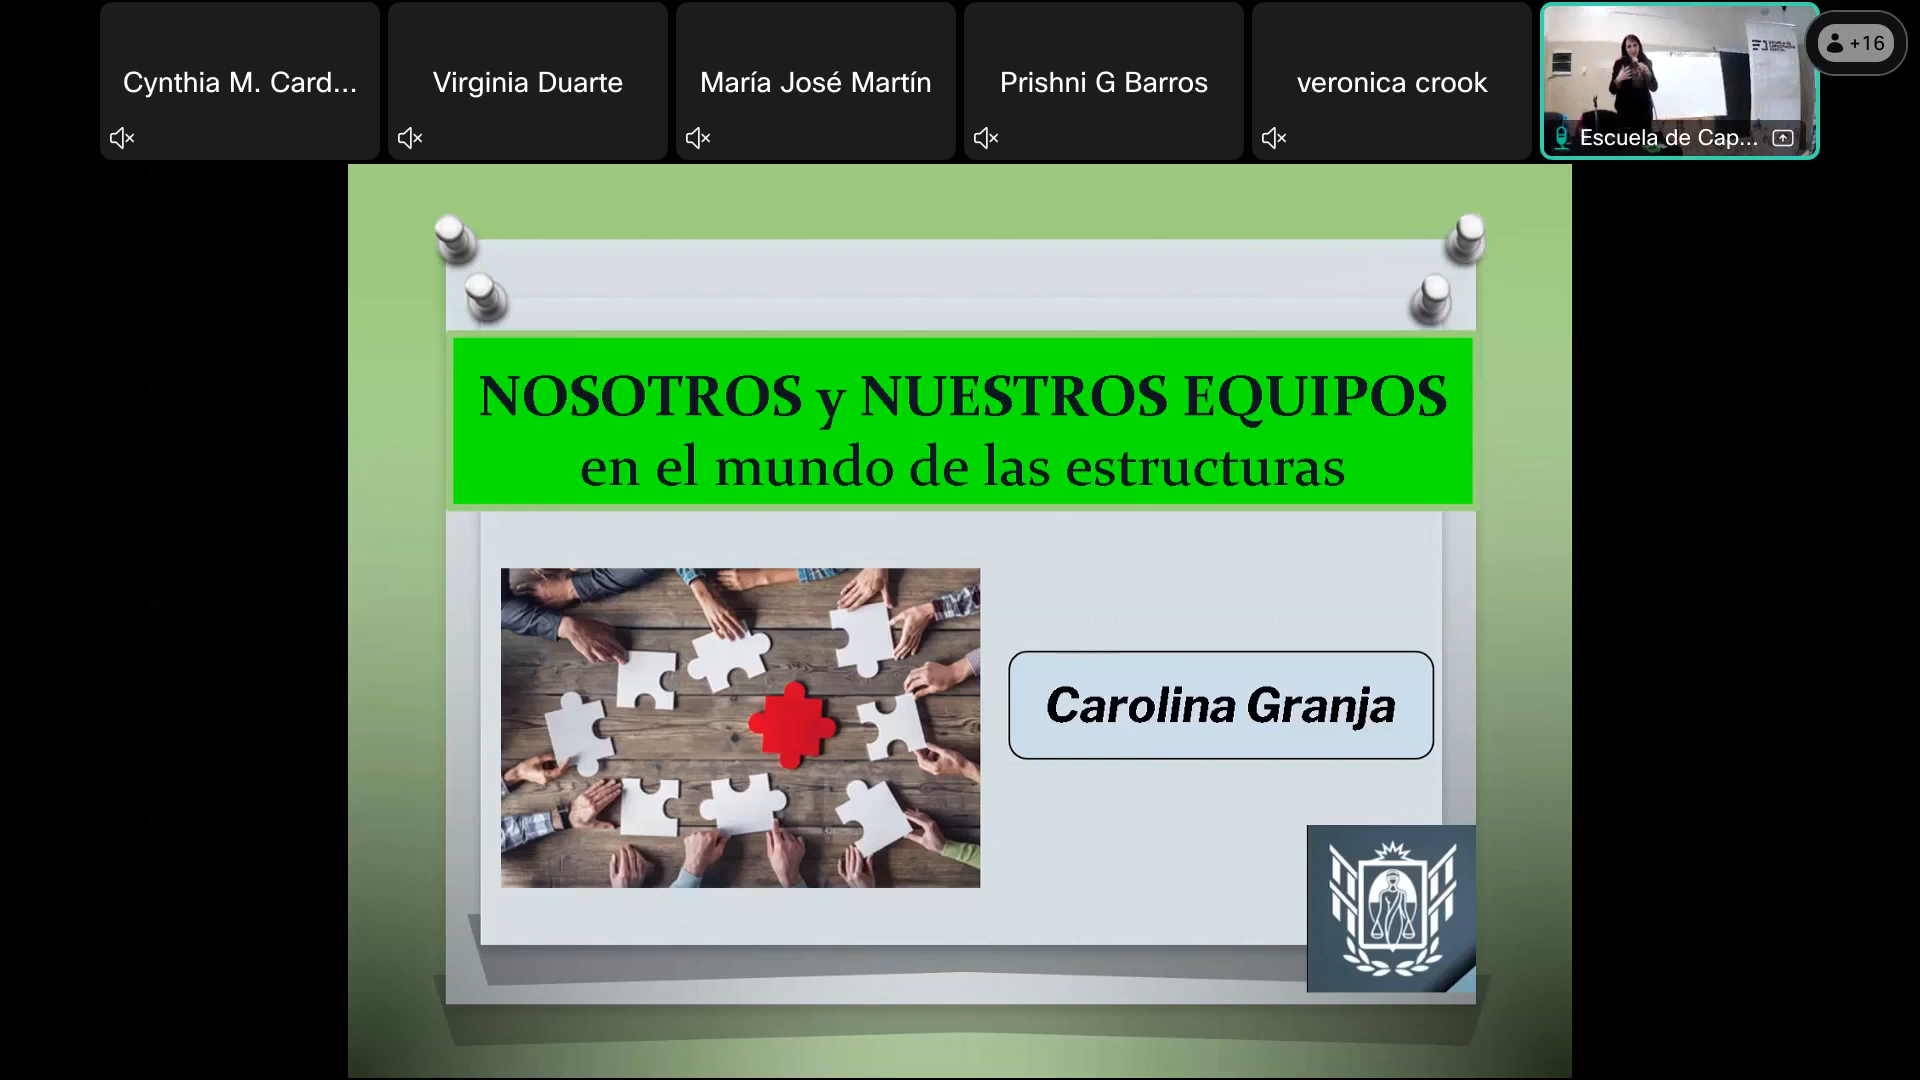 Cynthia M. Card...
Virginia Duarte
María José Martín
Prishni G Barros
veronica crook
Escuela de Cap...
+16
NOSOTROS y NUESTROS EQUIPOS
en el mundo de las estructuras
Carolina Granja